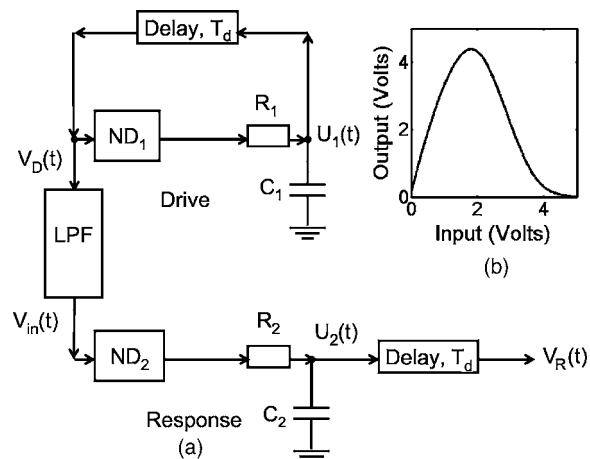 Delay, T_d
ND_1
R_1
U_1(t)
V_D(t)
C_1
Drive
LPF
V_in(t)
ND_2
R_2
U_2(t)
Delay, T_d
V_R(t)
C_2
Response
(a)
Output (Volts)
4
2
0
0 2 4
Input (Volts)
(b)